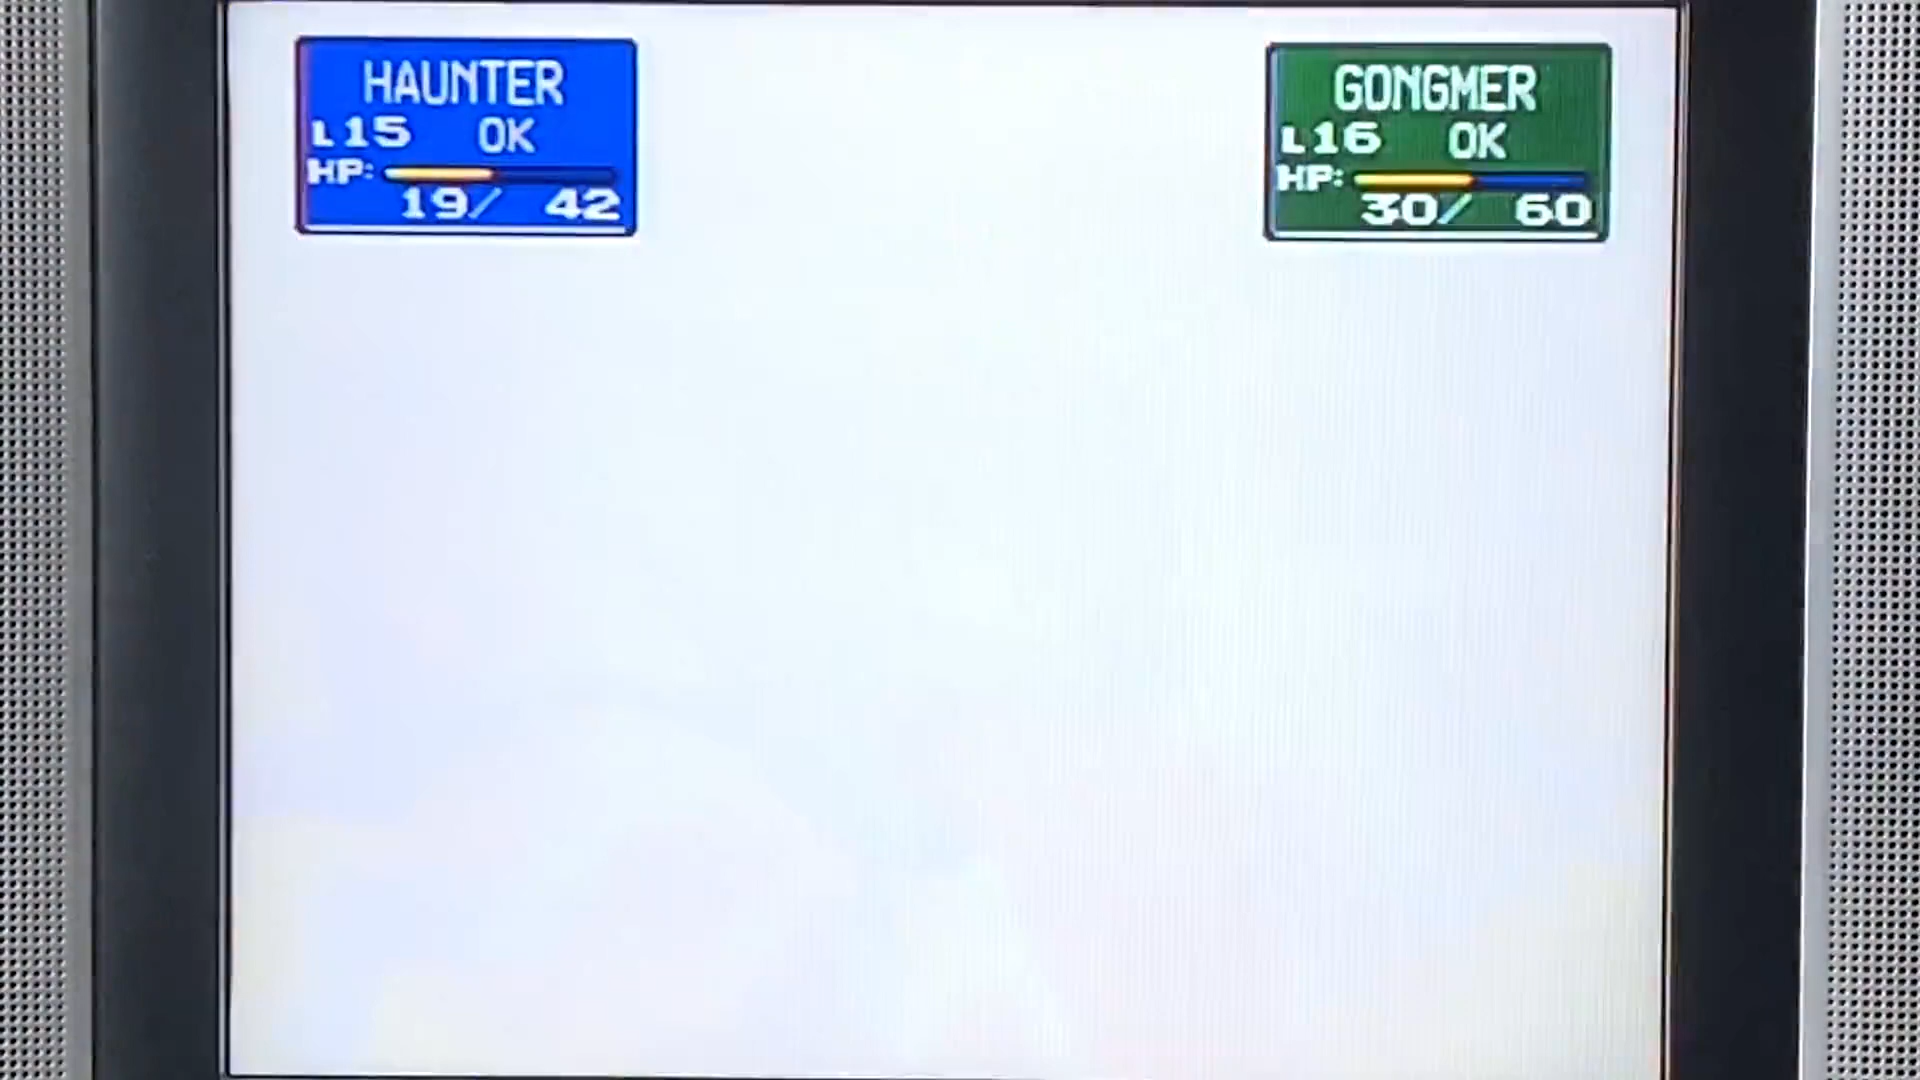 HAUNTER
L15 OK
HP:
19/ 42
GONGMER
L16 OK
HP:
30/ 60